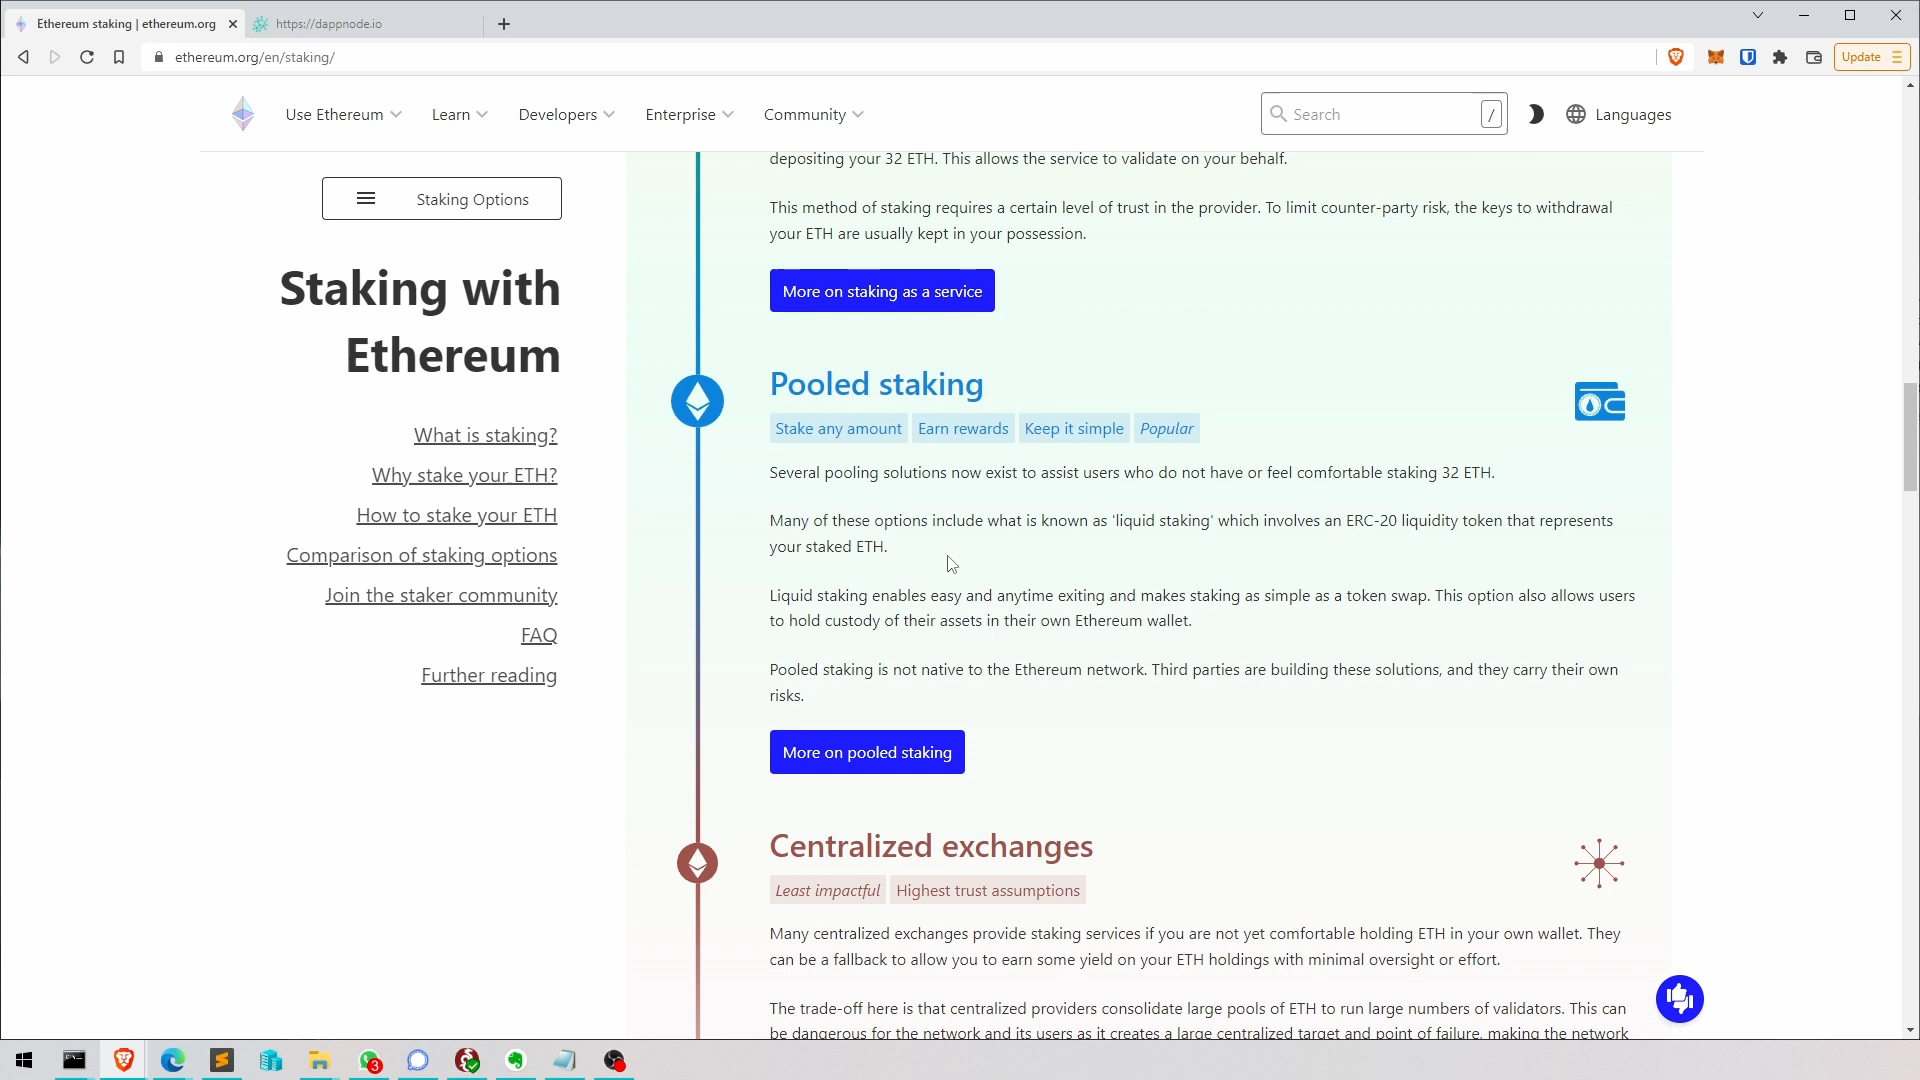 Ethereum staking | ethereum.org
https://dappnode.io
ethereum.org/en/staking/
Update
Use Ethereum
Learn
Developers
Enterprise
Community
Search
/
Languages
Staking Options
Staking with
Ethereum
What is staking?
Why stake your ETH?
How to stake your ETH
Comparison of staking options
Join the staker community
FAQ
Further reading
depositing your 32 ETH. This allows the service to validate on your behalf.
This method of staking requires a certain level of trust in the provider. To limit counter-party risk, the keys to withdrawal
your ETH are usually kept in your possession.
More on staking as a service
Pooled staking
Stake any amount
Earn rewards
Keep it simple
Popular
Several pooling solutions now exist to assist users who do not have or feel comfortable staking 32 ETH.
Many of these options include what is known as 'liquid staking' which involves an ERC-20 liquidity token that represents
your staked ETH.
Liquid staking enables easy and anytime exiting and makes staking as simple as a token swap. This option also allows users
to hold custody of their assets in their own Ethereum wallet.
Pooled staking is not native to the Ethereum network. Third parties are building these solutions, and they carry their own
risks.
More on pooled staking
Centralized exchanges
Least impactful
Highest trust assumptions
Many centralized exchanges provide staking services if you are not yet comfortable holding ETH in your own wallet. They
can be a fallback to allow you to earn some yield on your ETH holdings with minimal oversight or effort.
The trade-off here is that centralized providers consolidate large pools of ETH to run large numbers of validators. This can
be dangerous for the network and its users as it creates a large centralized target and point of failure, making the network
3